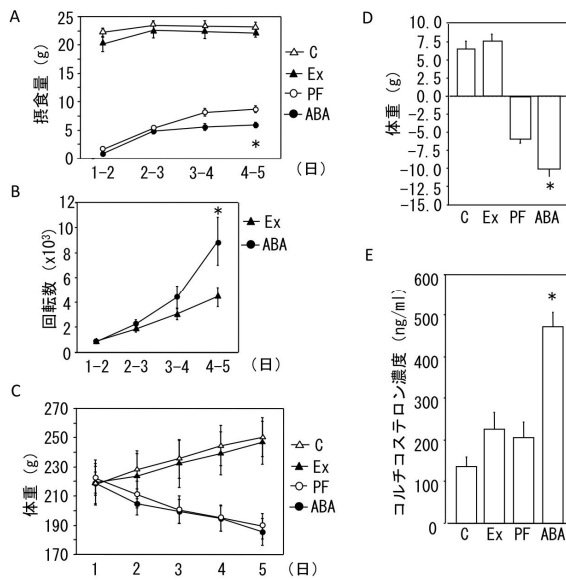 A
摂食量 (g)
25
20
15
10
5
0
1-2 2-3 3-4 4-5 (日)
*
C
Ex
PF
ABA
B
回転数 (x10³)
12
10
8
6
4
2
0
1-2 2-3 3-4 4-5 (日)
*
Ex
ABA
C
体重 (g)
270
250
230
210
190
170
1 2 3 4 5 (日)
C
Ex
PF
ABA
D
体重 (g)
10.0
7.5
5.0
2.5
0
-2.5
-5.0
-7.5
-10.0
-12.5
-15.0
*
C Ex PF ABA
E
コルチコステロン濃度 (ng/ml)
600
500
400
200
100
0
*
C Ex PF ABA